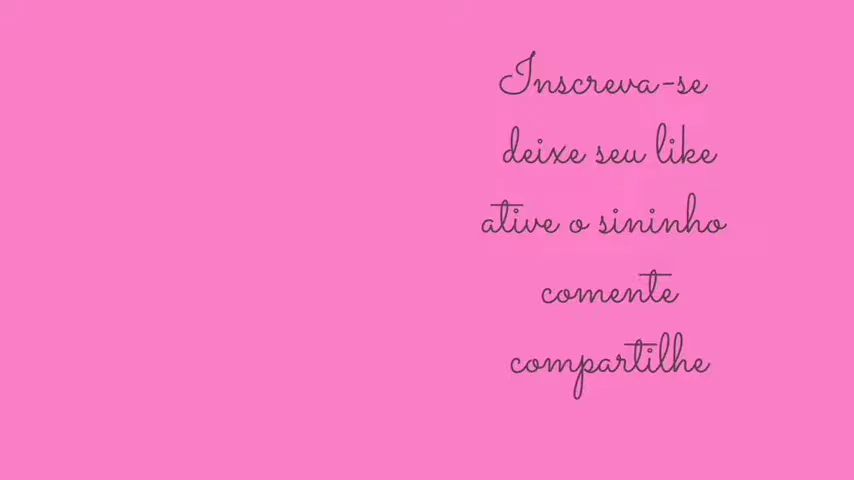 Inscreva-se
deixe seu like
ative o sininho
comente
compartilhe